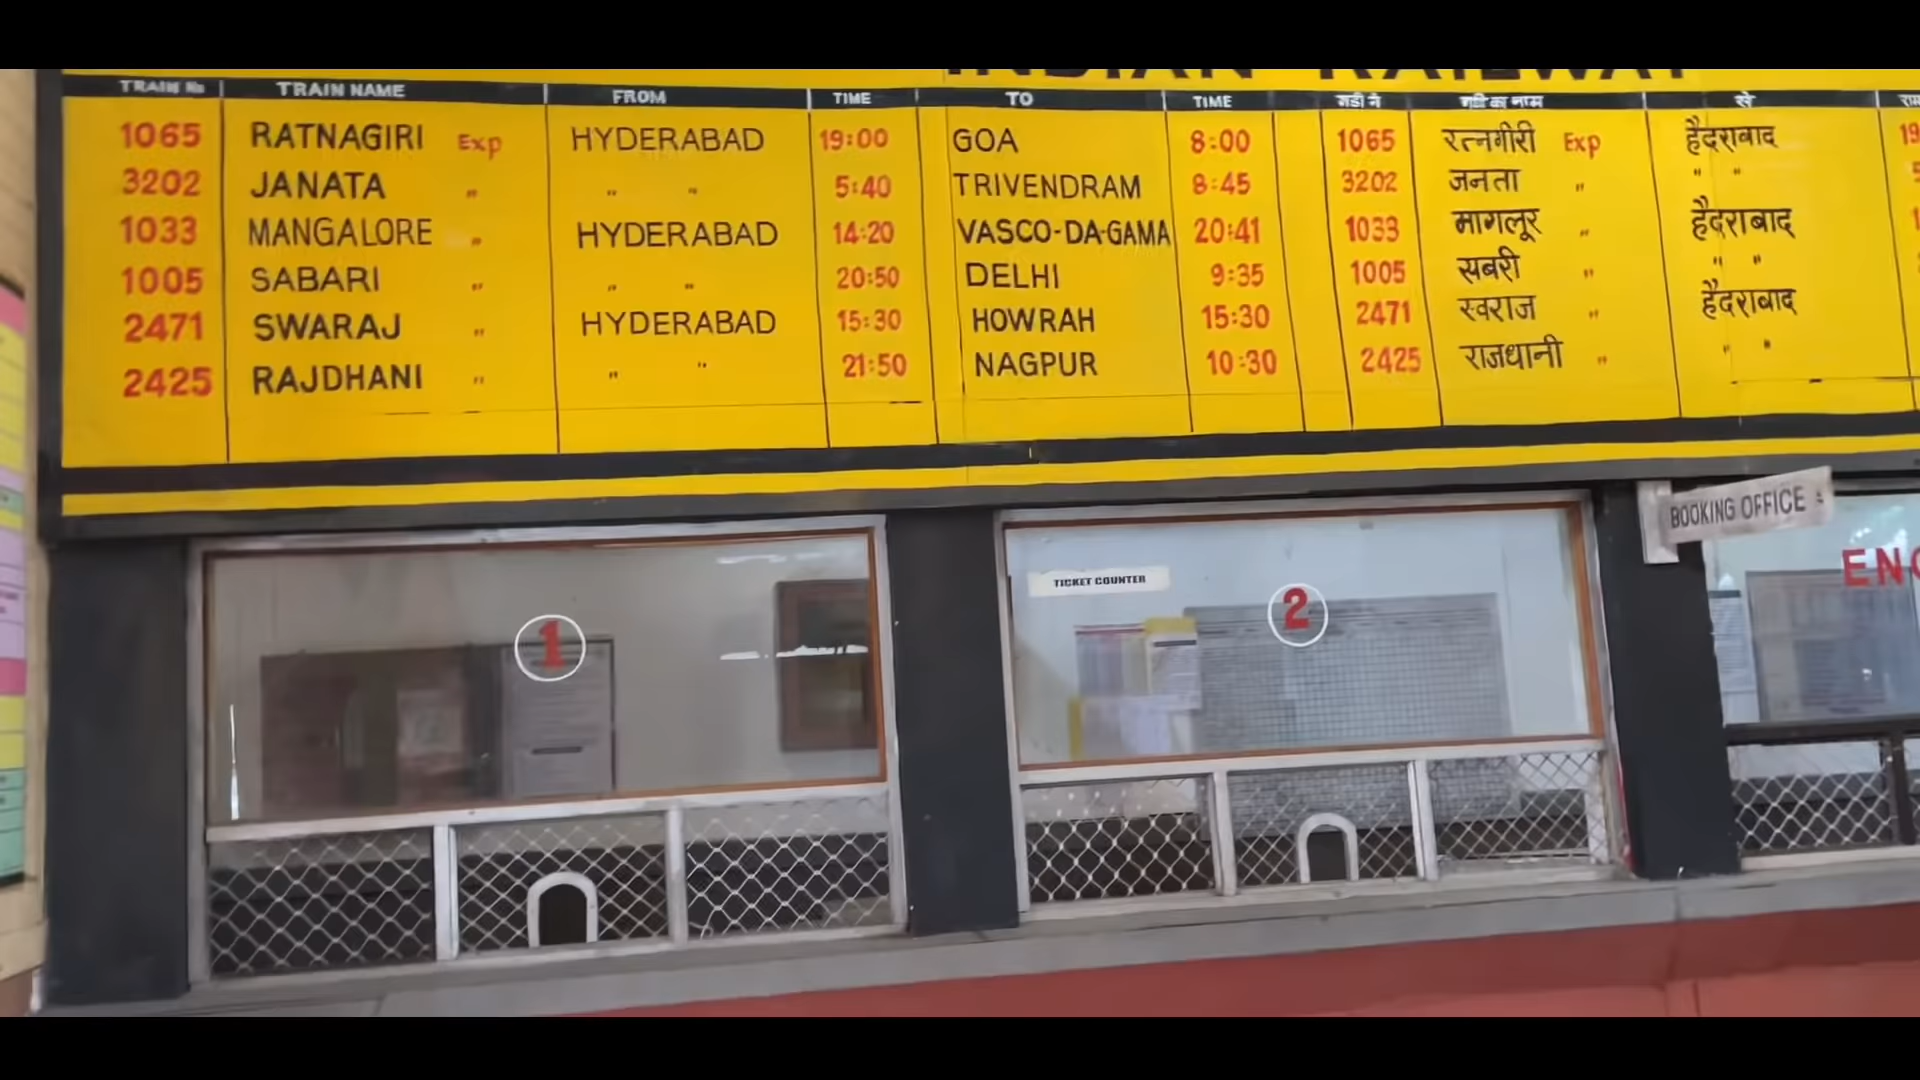 INDIAN RAILWAY
TRAIN No TRAIN NAME FROM TIME TO TIME गाडी नं गाडी का नाम से
1065 RATNAGIRI Exp HYDERABAD 19:00 GOA 8:00 1065 रत्नगीरी Exp हैदराबाद 19
3202 JANATA " " " 5:40 TRIVENDRAM 8:45 3202 जनता " " "
1033 MANGALORE " HYDERABAD 14:20 VASCO-DA-GAMA 20:41 1033 मागलूर " हैदराबाद
1005 SABARI " " " 20:50 DELHI 9:35 1005 सबरी " " "
2471 SWARAJ " HYDERABAD 15:30 HOWRAH 15:30 2471 स्वराज " हैदराबाद
2425 RAJDHANI " " " 21:50 NAGPUR 10:30 2425 राजधानी " " "
BOOKING OFFICE
ENQ
TICKET COUNTER
1
2